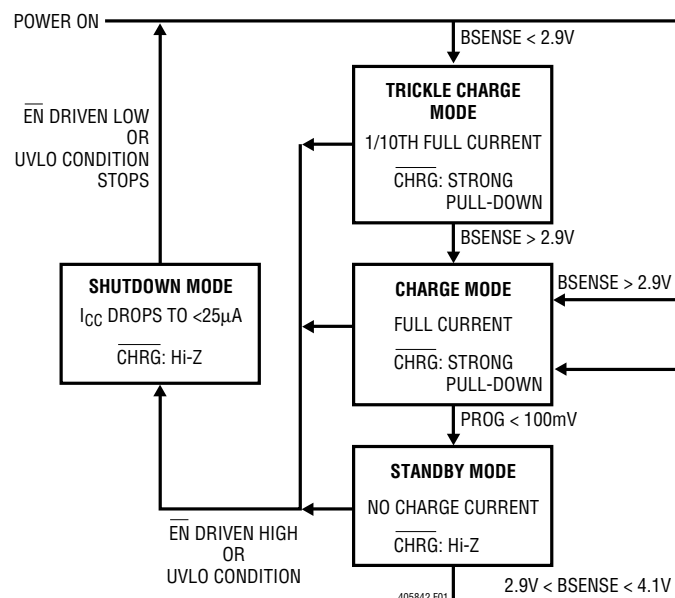 POWER ON
BSENSE < 2.9V
TRICKLE CHARGE
MODE
1/10TH FULL CURRENT
CHRG: STRONG
PULL-DOWN
EN DRIVEN LOW
OR
UVLO CONDITION
STOPS
BSENSE > 2.9V
SHUTDOWN MODE
ICC DROPS TO <25µA
CHRG: Hi-Z
CHARGE MODE
FULL CURRENT
CHRG: STRONG
PULL-DOWN
BSENSE > 2.9V
PROG < 100mV
STANDBY MODE
NO CHARGE CURRENT
CHRG: Hi-Z
EN DRIVEN HIGH
OR
UVLO CONDITION
405842 F01
2.9V < BSENSE < 4.1V